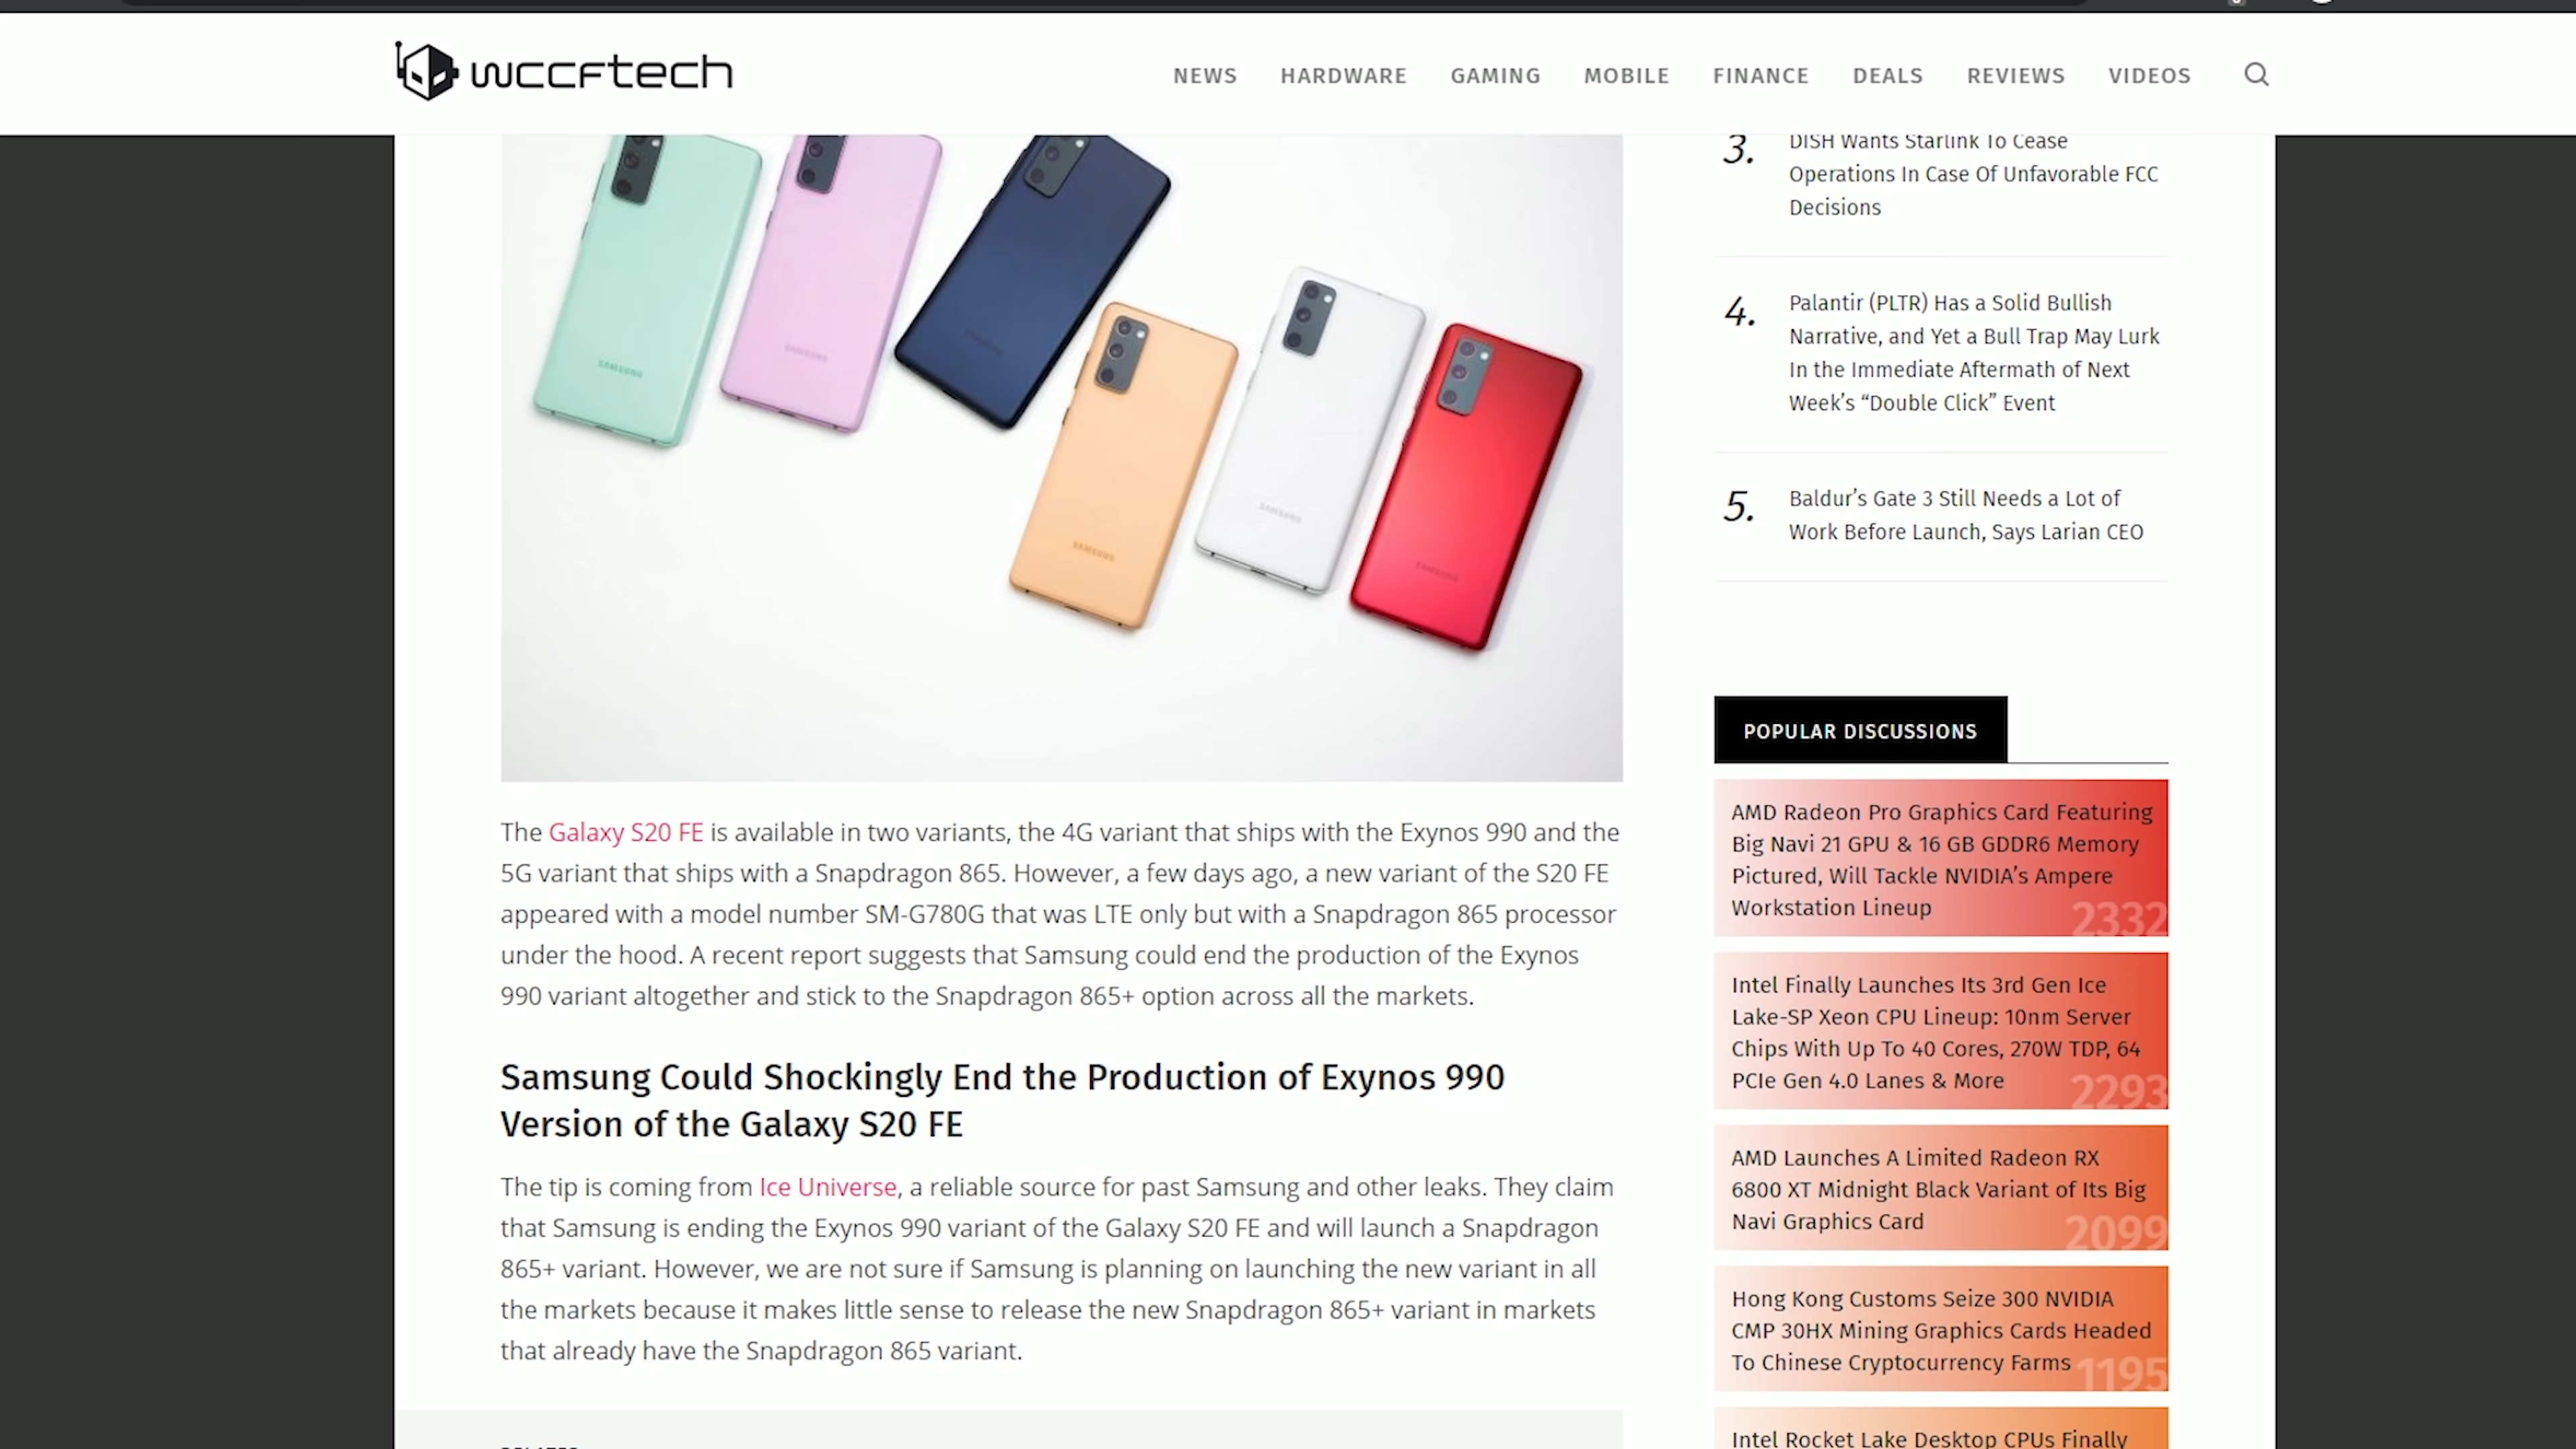 wccftech
NEWS HARDWARE GAMING MOBILE FINANCE DEALS REVIEWS VIDEOS
SAMSUNG
SAMSUNG
SAMSUNG
SAMSUNG
SAMSUNG
SAMSUNG
The Galaxy S20 FE is available in two variants, the 4G variant that ships with the Exynos 990 and the
5G variant that ships with a Snapdragon 865. However, a few days ago, a new variant of the S20 FE
appeared with a model number SM-G780G that was LTE only but with a Snapdragon 865 processor
under the hood. A recent report suggests that Samsung could end the production of the Exynos
990 variant altogether and stick to the Snapdragon 865+ option across all the markets.
Samsung Could Shockingly End the Production of Exynos 990
Version of the Galaxy S20 FE
The tip is coming from Ice Universe, a reliable source for past Samsung and other leaks. They claim
that Samsung is ending the Exynos 990 variant of the Galaxy S20 FE and will launch a Snapdragon
865+ variant. However, we are not sure if Samsung is planning on launching the new variant in all
the markets because it makes little sense to release the new Snapdragon 865+ variant in markets
that already have the Snapdragon 865 variant.
3. DISH Wants Starlink To Cease
Operations In Case Of Unfavorable FCC
Decisions
4. Palantir (PLTR) Has a Solid Bullish
Narrative, and Yet a Bull Trap May Lurk
In the Immediate Aftermath of Next
Week’s “Double Click” Event
5. Baldur’s Gate 3 Still Needs a Lot of
Work Before Launch, Says Larian CEO
POPULAR DISCUSSIONS
AMD Radeon Pro Graphics Card Featuring
Big Navi 21 GPU & 16 GB GDDR6 Memory
Pictured, Will Tackle NVIDIA’s Ampere
Workstation Lineup
2332
Intel Finally Launches Its 3rd Gen Ice
Lake-SP Xeon CPU Lineup: 10nm Server
Chips With Up To 40 Cores, 270W TDP, 64
PCIe Gen 4.0 Lanes & More
2293
AMD Launches A Limited Radeon RX
6800 XT Midnight Black Variant of Its Big
Navi Graphics Card
2099
Hong Kong Customs Seize 300 NVIDIA
CMP 30HX Mining Graphics Cards Headed
To Chinese Cryptocurrency Farms
1195
Intel Rocket Lake Desktop CPUs Finally